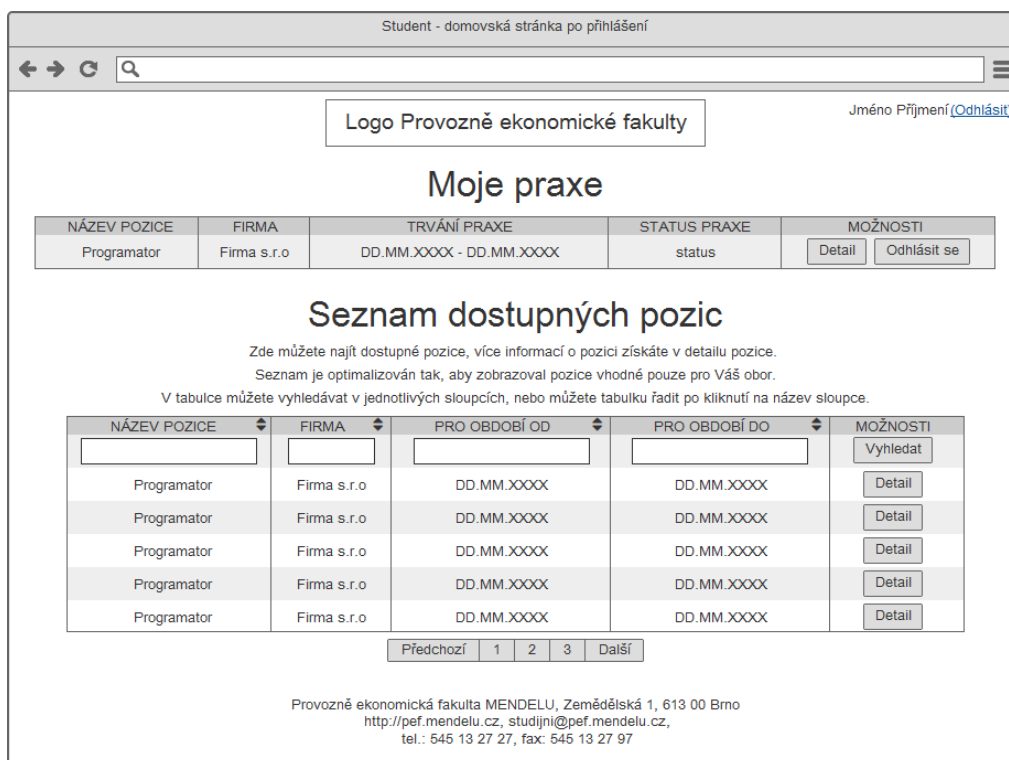 Student - domovská stránka po přihlášení
Logo Provozně ekonomické fakulty
Jméno Příjmení (Odhlásit)
Moje praxe
NÁZEV POZICE FIRMA TRVÁNÍ PRAXE STATUS PRAXE MOŽNOSTI
Programator Firma s.r.o DD.MM.XXXX - DD.MM.XXXX status Detail Odhlásit se
Seznam dostupných pozic
Zde můžete najít dostupné pozice, více informací o pozici získáte v detailu pozice.
Seznam je optimalizován tak, aby zobrazoval pozice vhodné pouze pro Váš obor.
V tabulce můžete vyhledávat v jednotlivých sloupcích, nebo můžete tabulku řadit po kliknutí na název sloupce.
NÁZEV POZICE FIRMA PRO OBDOBÍ OD PRO OBDOBÍ DO MOŽNOSTI
Vyhledat
Programator Firma s.r.o DD.MM.XXXX DD.MM.XXXX Detail
Programator Firma s.r.o DD.MM.XXXX DD.MM.XXXX Detail
Programator Firma s.r.o DD.MM.XXXX DD.MM.XXXX Detail
Programator Firma s.r.o DD.MM.XXXX DD.MM.XXXX Detail
Programator Firma s.r.o DD.MM.XXXX DD.MM.XXXX Detail
Předchozí 1 2 3 Další
Provozně ekonomická fakulta MENDELU, Zemědělská 1, 613 00 Brno
http://pef.mendelu.cz, studijni@pef.mendelu.cz,
tel.: 545 13 27 27, fax: 545 13 27 97